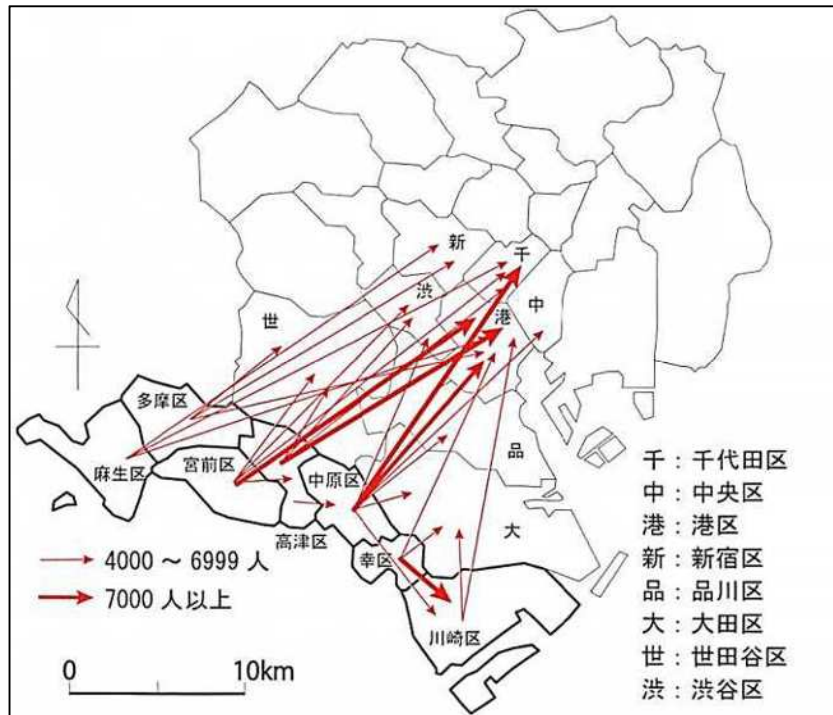 新
千
渋
中
世
港
多摩区
麻生区
宮前区
中原区
品
高津区
大
幸区
川崎区
4000 ～ 6999 人
7000 人以上
0
10km
千：千代田区
中：中央区
港：港区
新：新宿区
品：品川区
大：大田区
世：世田谷区
渋：渋谷区